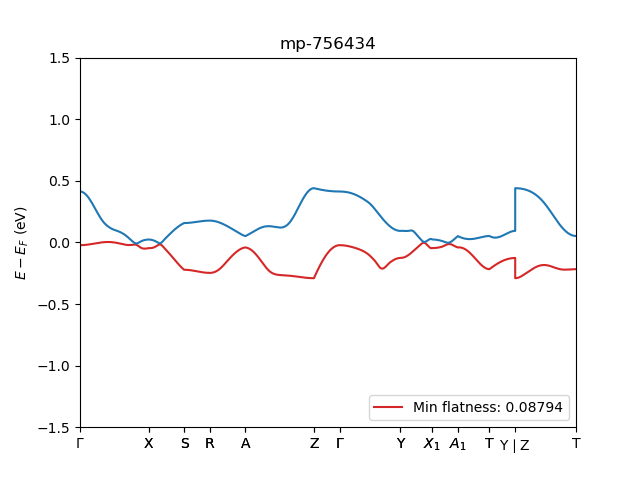 mp-756434
E − E_F (eV)
1.5
1.0
0.5
0.0
−0.5
−1.0
−1.5
Min flatness: 0.08794
Γ X S R A Z Γ Y X₁ A₁ T Y | Z T